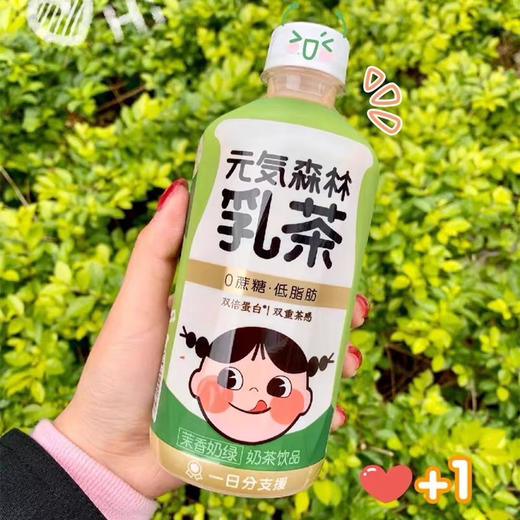 Hi
元気森林
乳茶
0蔗糖·低脂肪
双倍蛋白*|双重茶感
茉香奶绿 奶茶饮品
一日分支援
+1